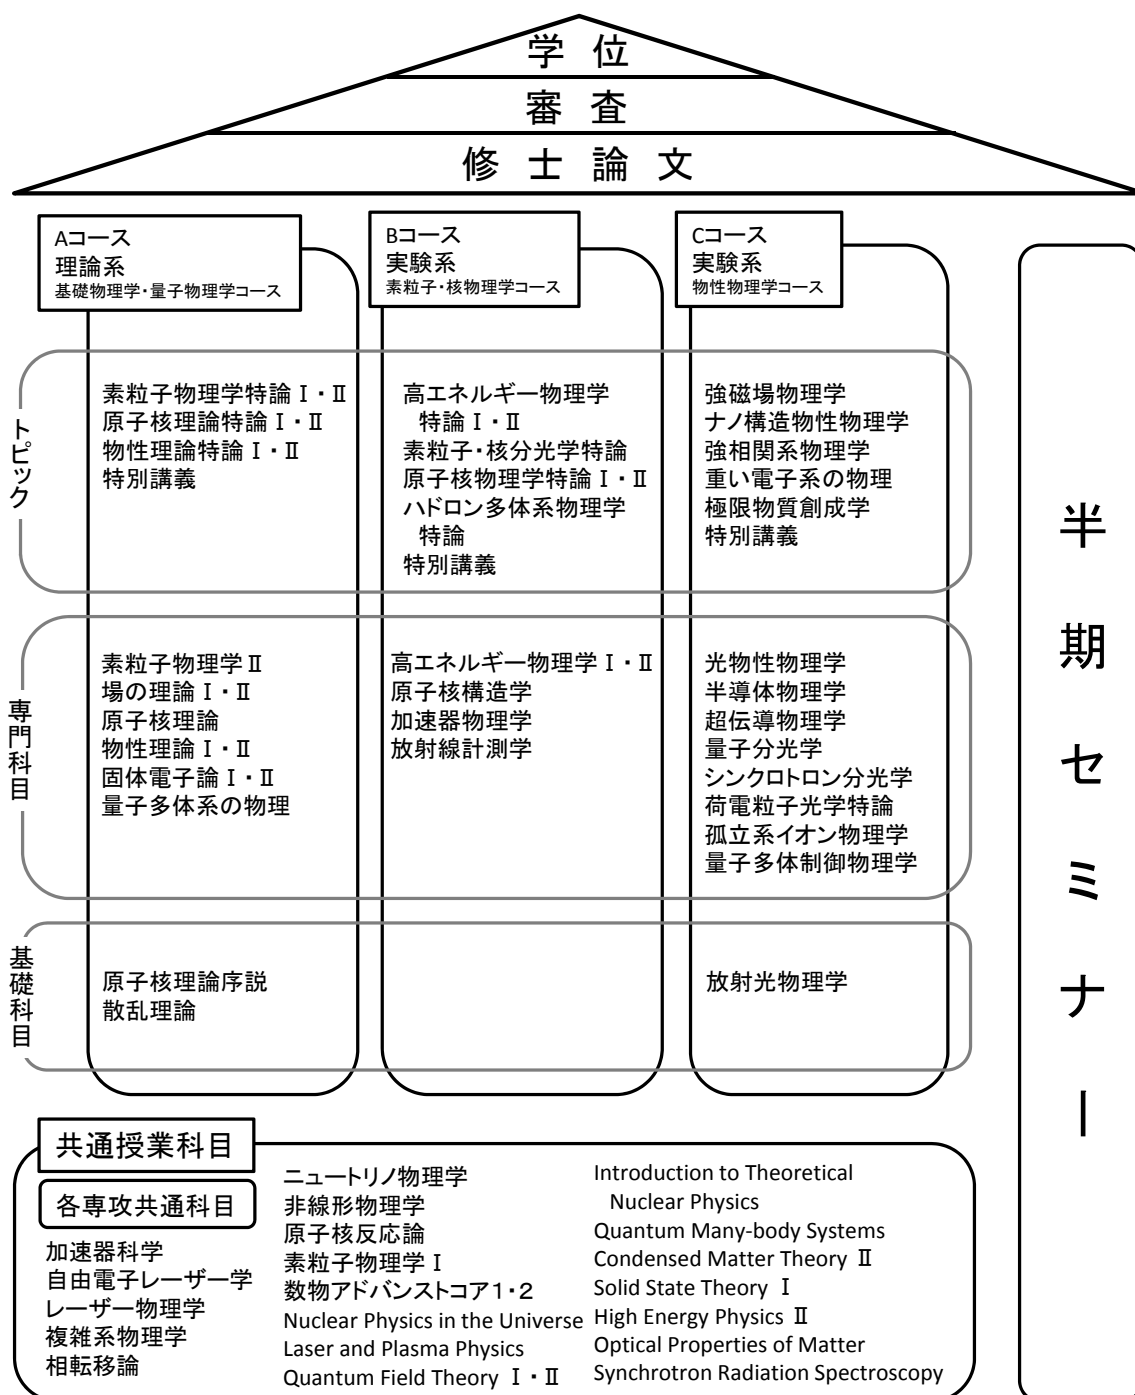 学位
審査
修士論文
Aコース
理論系
基礎物理学・量子物理学コース
Bコース
実験系
素粒子・核物理学コース
Cコース
実験系
物性物理学コース
トピック
素粒子物理学特論Ⅰ・Ⅱ
原子核理論特論Ⅰ・Ⅱ
物性理論特論Ⅰ・Ⅱ
特別講義
高エネルギー物理学
特論Ⅰ・Ⅱ
素粒子・核分光学特論
原子核物理学特論Ⅰ・Ⅱ
ハドロン多体系物理学
特論
特別講義
強磁場物理学
ナノ構造物性物理学
強相関系物理学
重い電子系の物理
極限物質創成学
特別講義
専門科目
素粒子物理学Ⅱ
場の理論Ⅰ・Ⅱ
原子核理論
物性理論Ⅰ・Ⅱ
固体電子論Ⅰ・Ⅱ
量子多体系の物理
高エネルギー物理学Ⅰ・Ⅱ
原子核構造学
加速器物理学
放射線計測学
光物性物理学
半導体物理学
超伝導物理学
量子分光学
シンクロトロン分光学
荷電粒子光学特論
孤立系イオン物理学
量子多体制御物理学
基礎科目
原子核理論序説
散乱理論
放射光物理学
半期セミナー
共通授業科目
各専攻共通科目
加速器科学
自由電子レーザー学
レーザー物理学
複雑系物理学
相転移論
ニュートリノ物理学
非線形物理学
原子核反応論
素粒子物理学Ⅰ
数物アドバンストコア1・2
Nuclear Physics in the Universe
Laser and Plasma Physics
Quantum Field Theory Ⅰ・Ⅱ
Introduction to Theoretical
Nuclear Physics
Quantum Many-body Systems
Condensed Matter Theory Ⅱ
Solid State Theory Ⅰ
High Energy Physics Ⅱ
Optical Properties of Matter
Synchrotron Radiation Spectroscopy